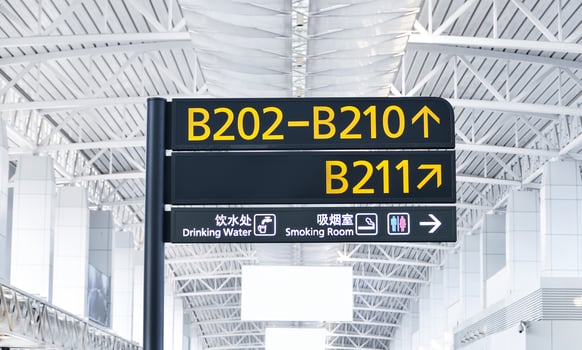 B202-B210↑
B211↗
饮水处 吸烟室
Drinking Water Smoking Room →